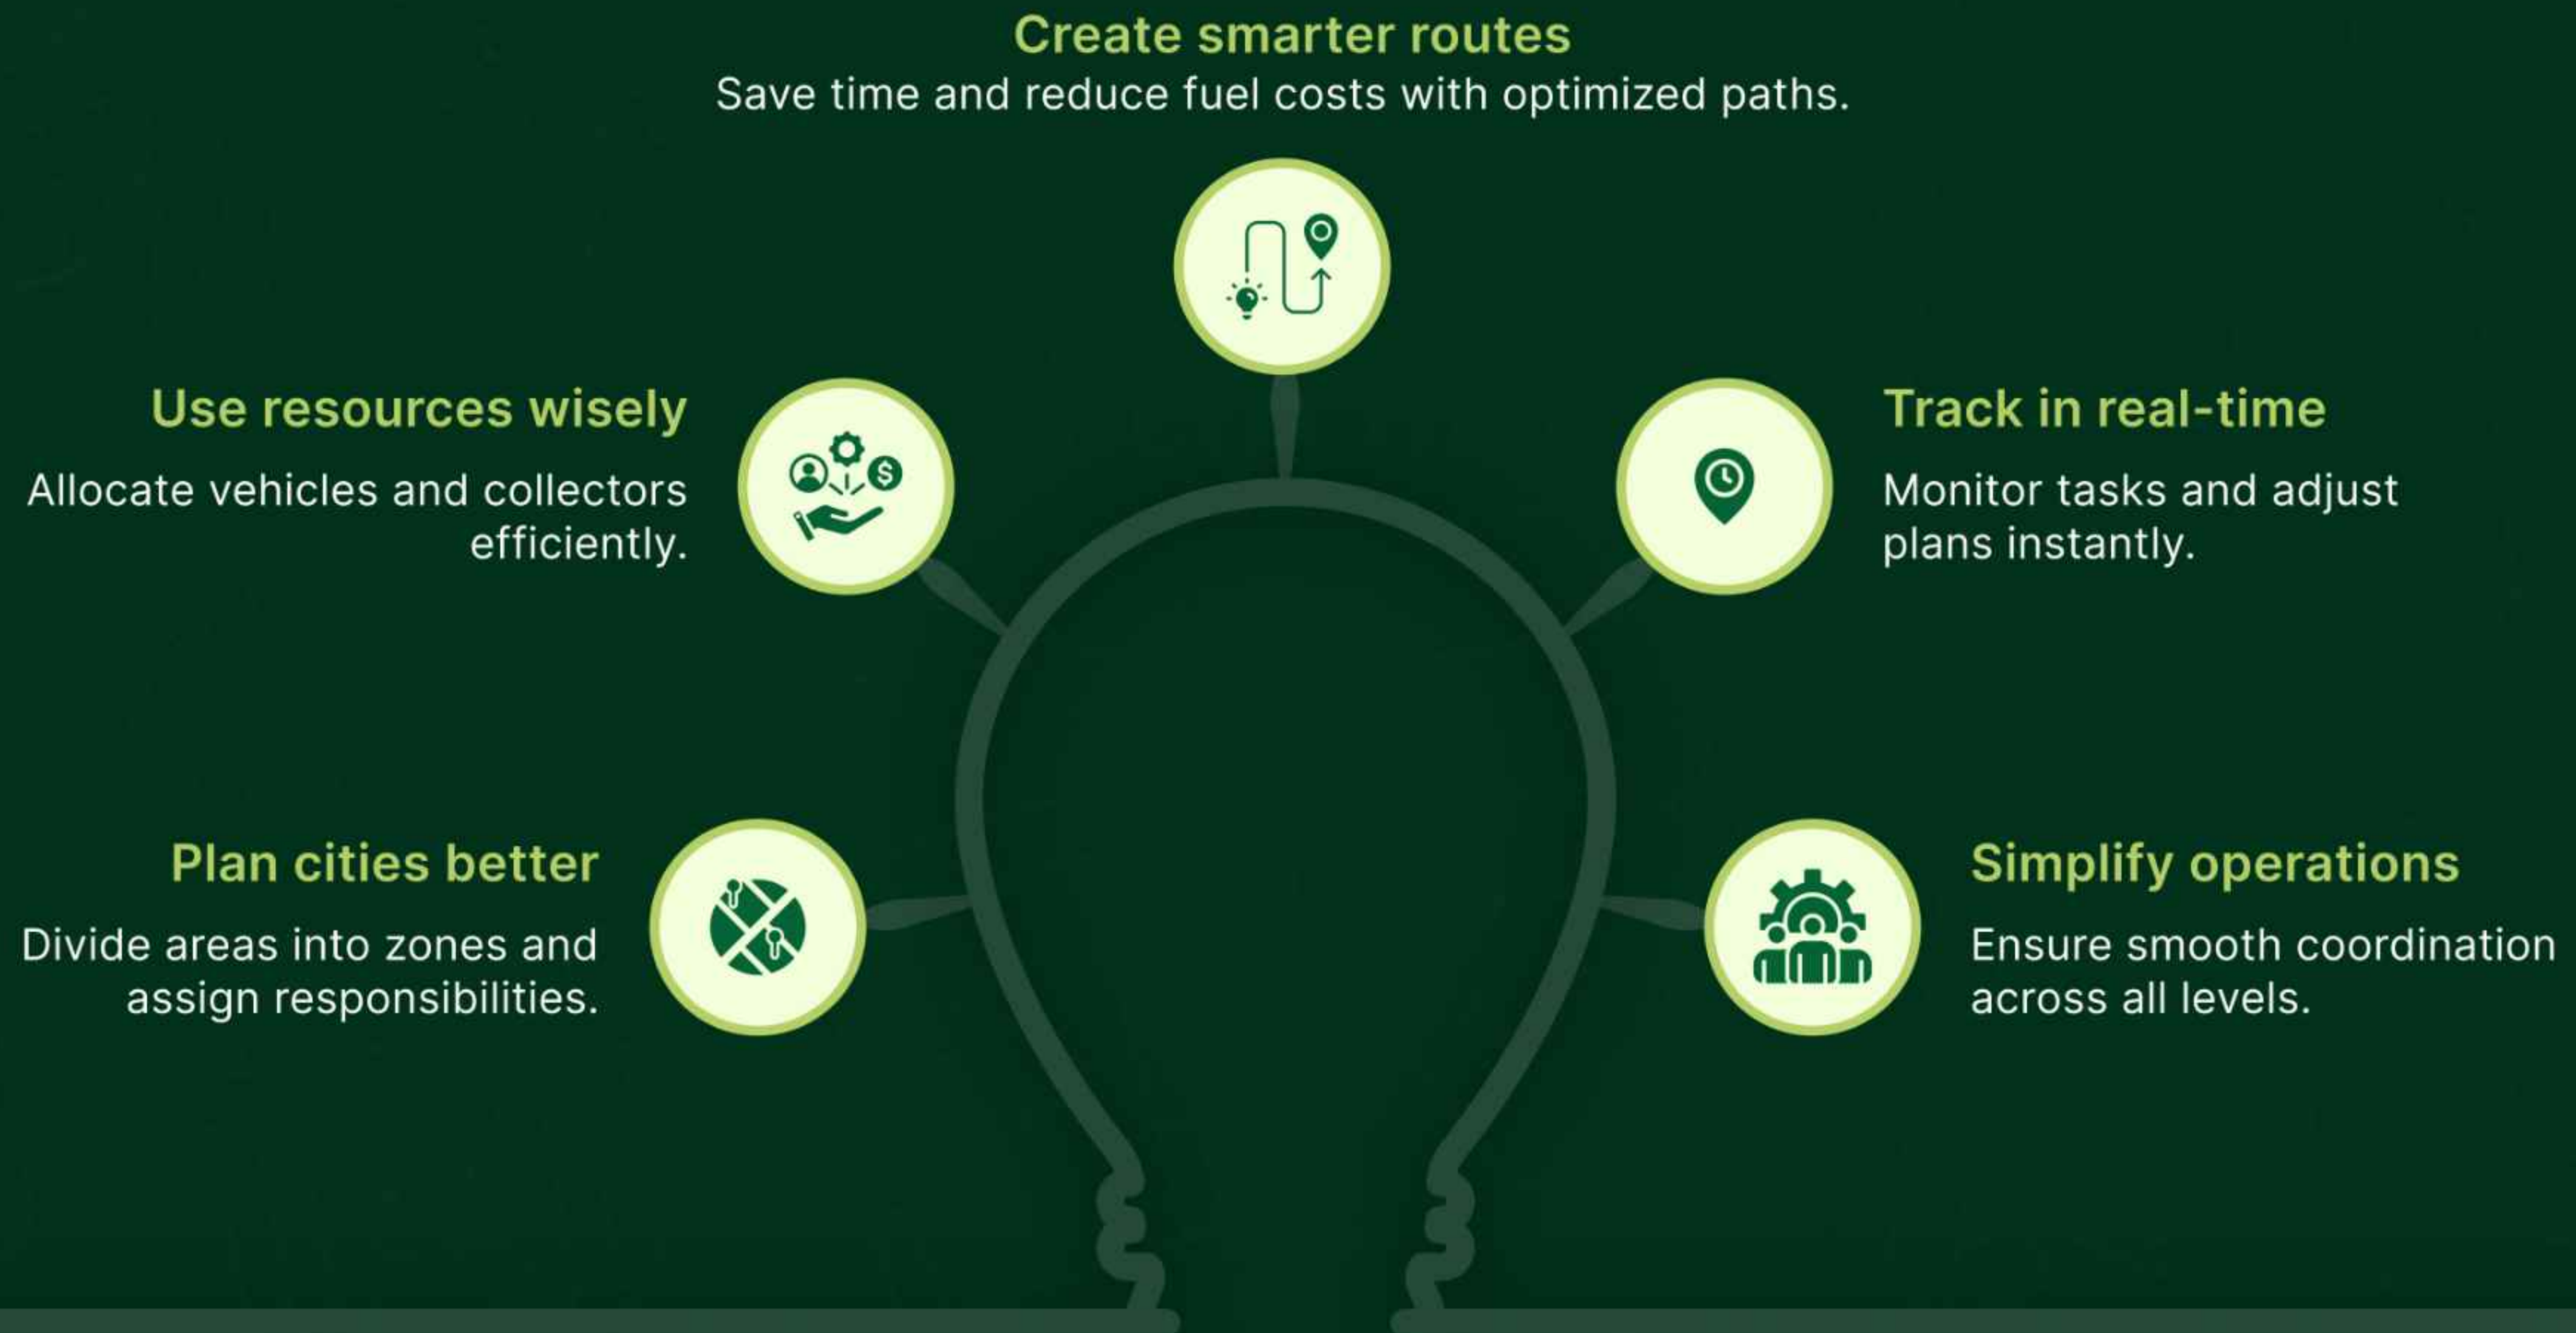 Create smarter routes
Save time and reduce fuel costs with optimized paths.
Use resources wisely
Allocate vehicles and collectors
efficiently.
Track in real-time
Monitor tasks and adjust
plans instantly.
Plan cities better
Divide areas into zones and
assign responsibilities.
Simplify operations
Ensure smooth coordination
across all levels.